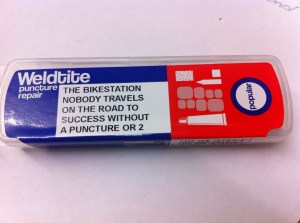 Weldtite
puncture
repair
THE BIKESTATION
NOBODY TRAVELS
ON THE ROAD TO
SUCCESS WITHOUT
A PUNCTURE OR 2
popular